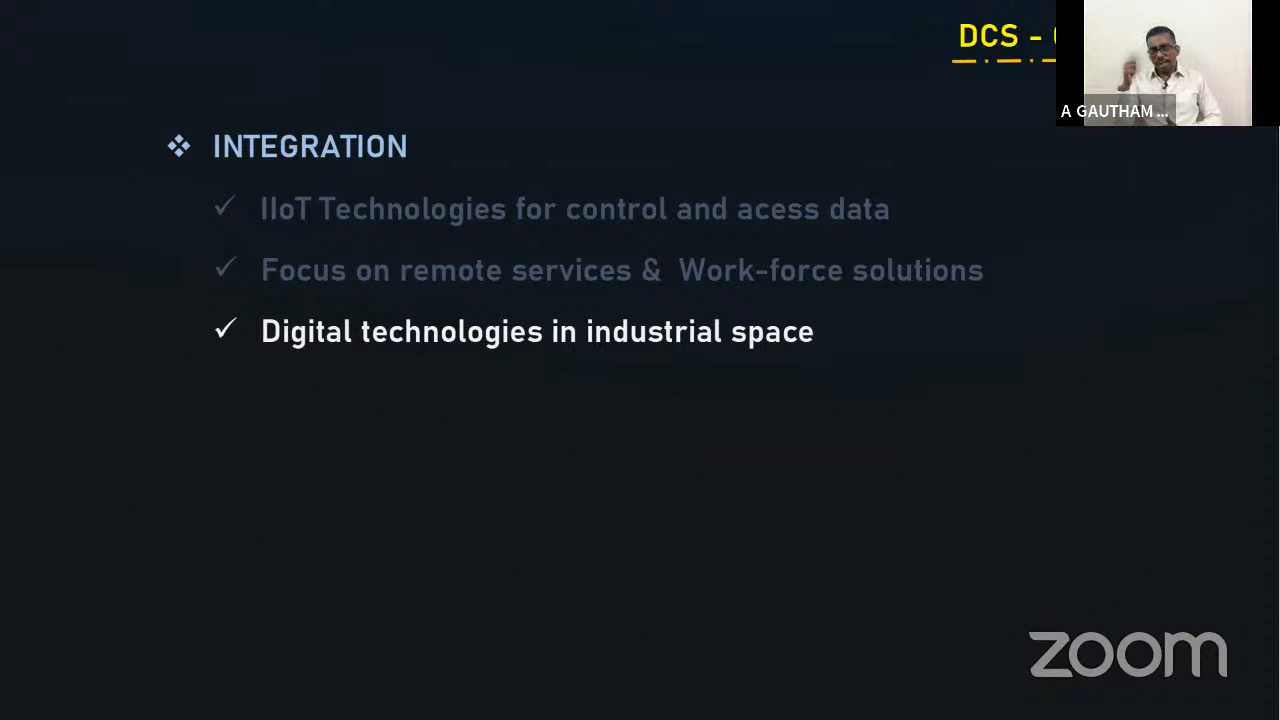 DCS -
A GAUTHAM ...
❖ INTEGRATION
✓ IIoT Technologies for control and acess data
✓ Focus on remote services & Work-force solutions
✓ Digital technologies in industrial space
zoom